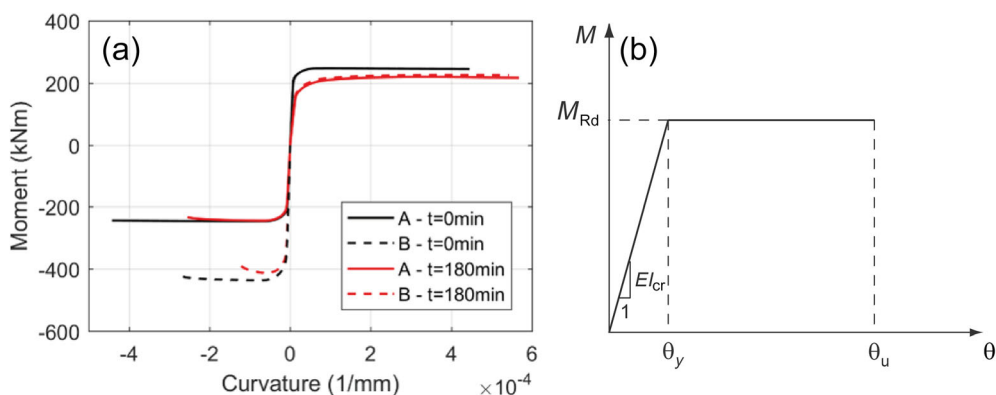 (a)
400
200
0
-200
-400
-600
Moment (kNm)
A - t=0min
B - t=0min
A - t=180min
B - t=180min
-4
-2
0
2
4
6
Curvature (1/mm)
×10⁻⁴
(b)
M
M_Rd
EI_cr
1
θ_y
θ_u
θ